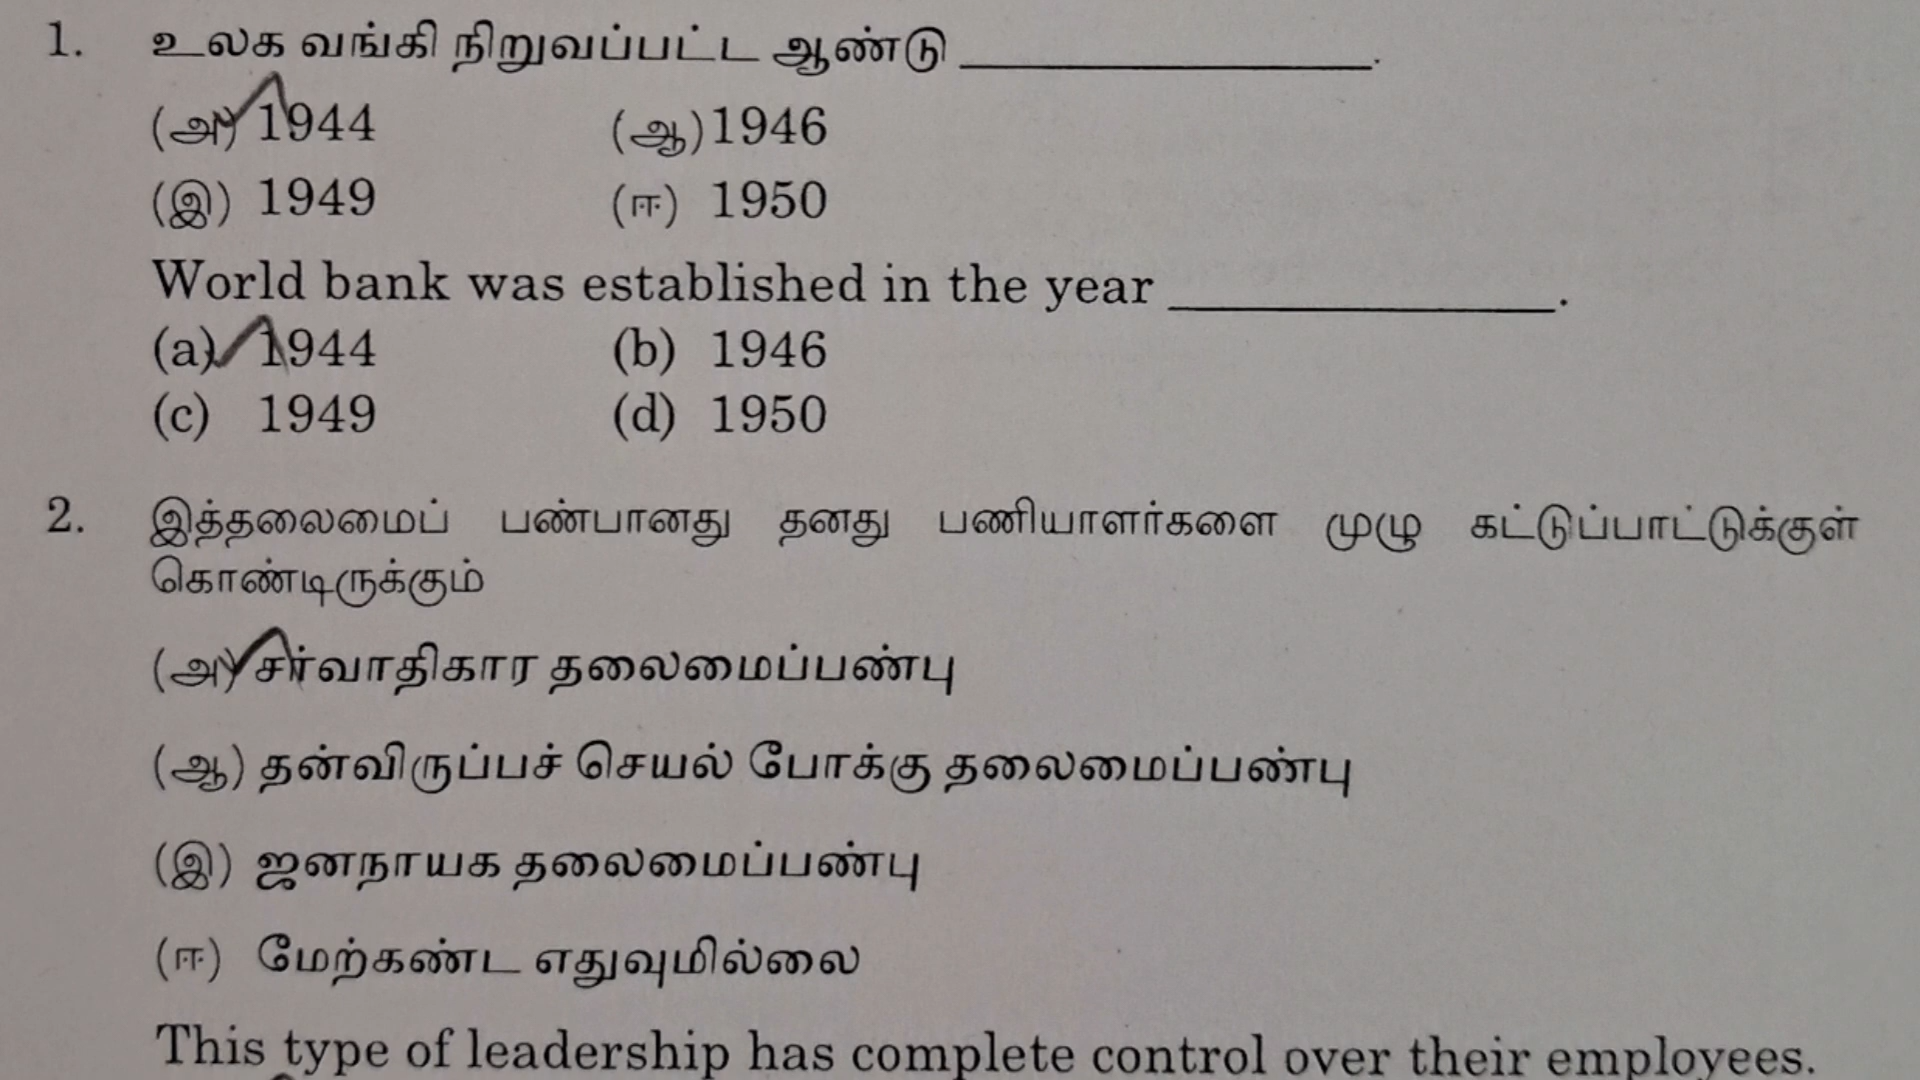 1. உலக வங்கி நிறுவப்பட்ட ஆண்டு ____________.
(அ) 1944 (ஆ) 1946
(இ) 1949 (ஈ) 1950
World bank was established in the year ____________.
(a) 1944 (b) 1946
(c) 1949 (d) 1950
2. இத்தலைமைப் பண்பானது தனது பணியாளர்களை முழு கட்டுப்பாட்டுக்குள்
கொண்டிருக்கும்
(அ) சர்வாதிகார தலைமைப்பண்பு
(ஆ) தன்விருப்பச் செயல் போக்கு தலைமைப்பண்பு
(இ) ஜனநாயக தலைமைப்பண்பு
(ஈ) மேற்கண்ட எதுவுமில்லை
This type of leadership has complete control over their employees.